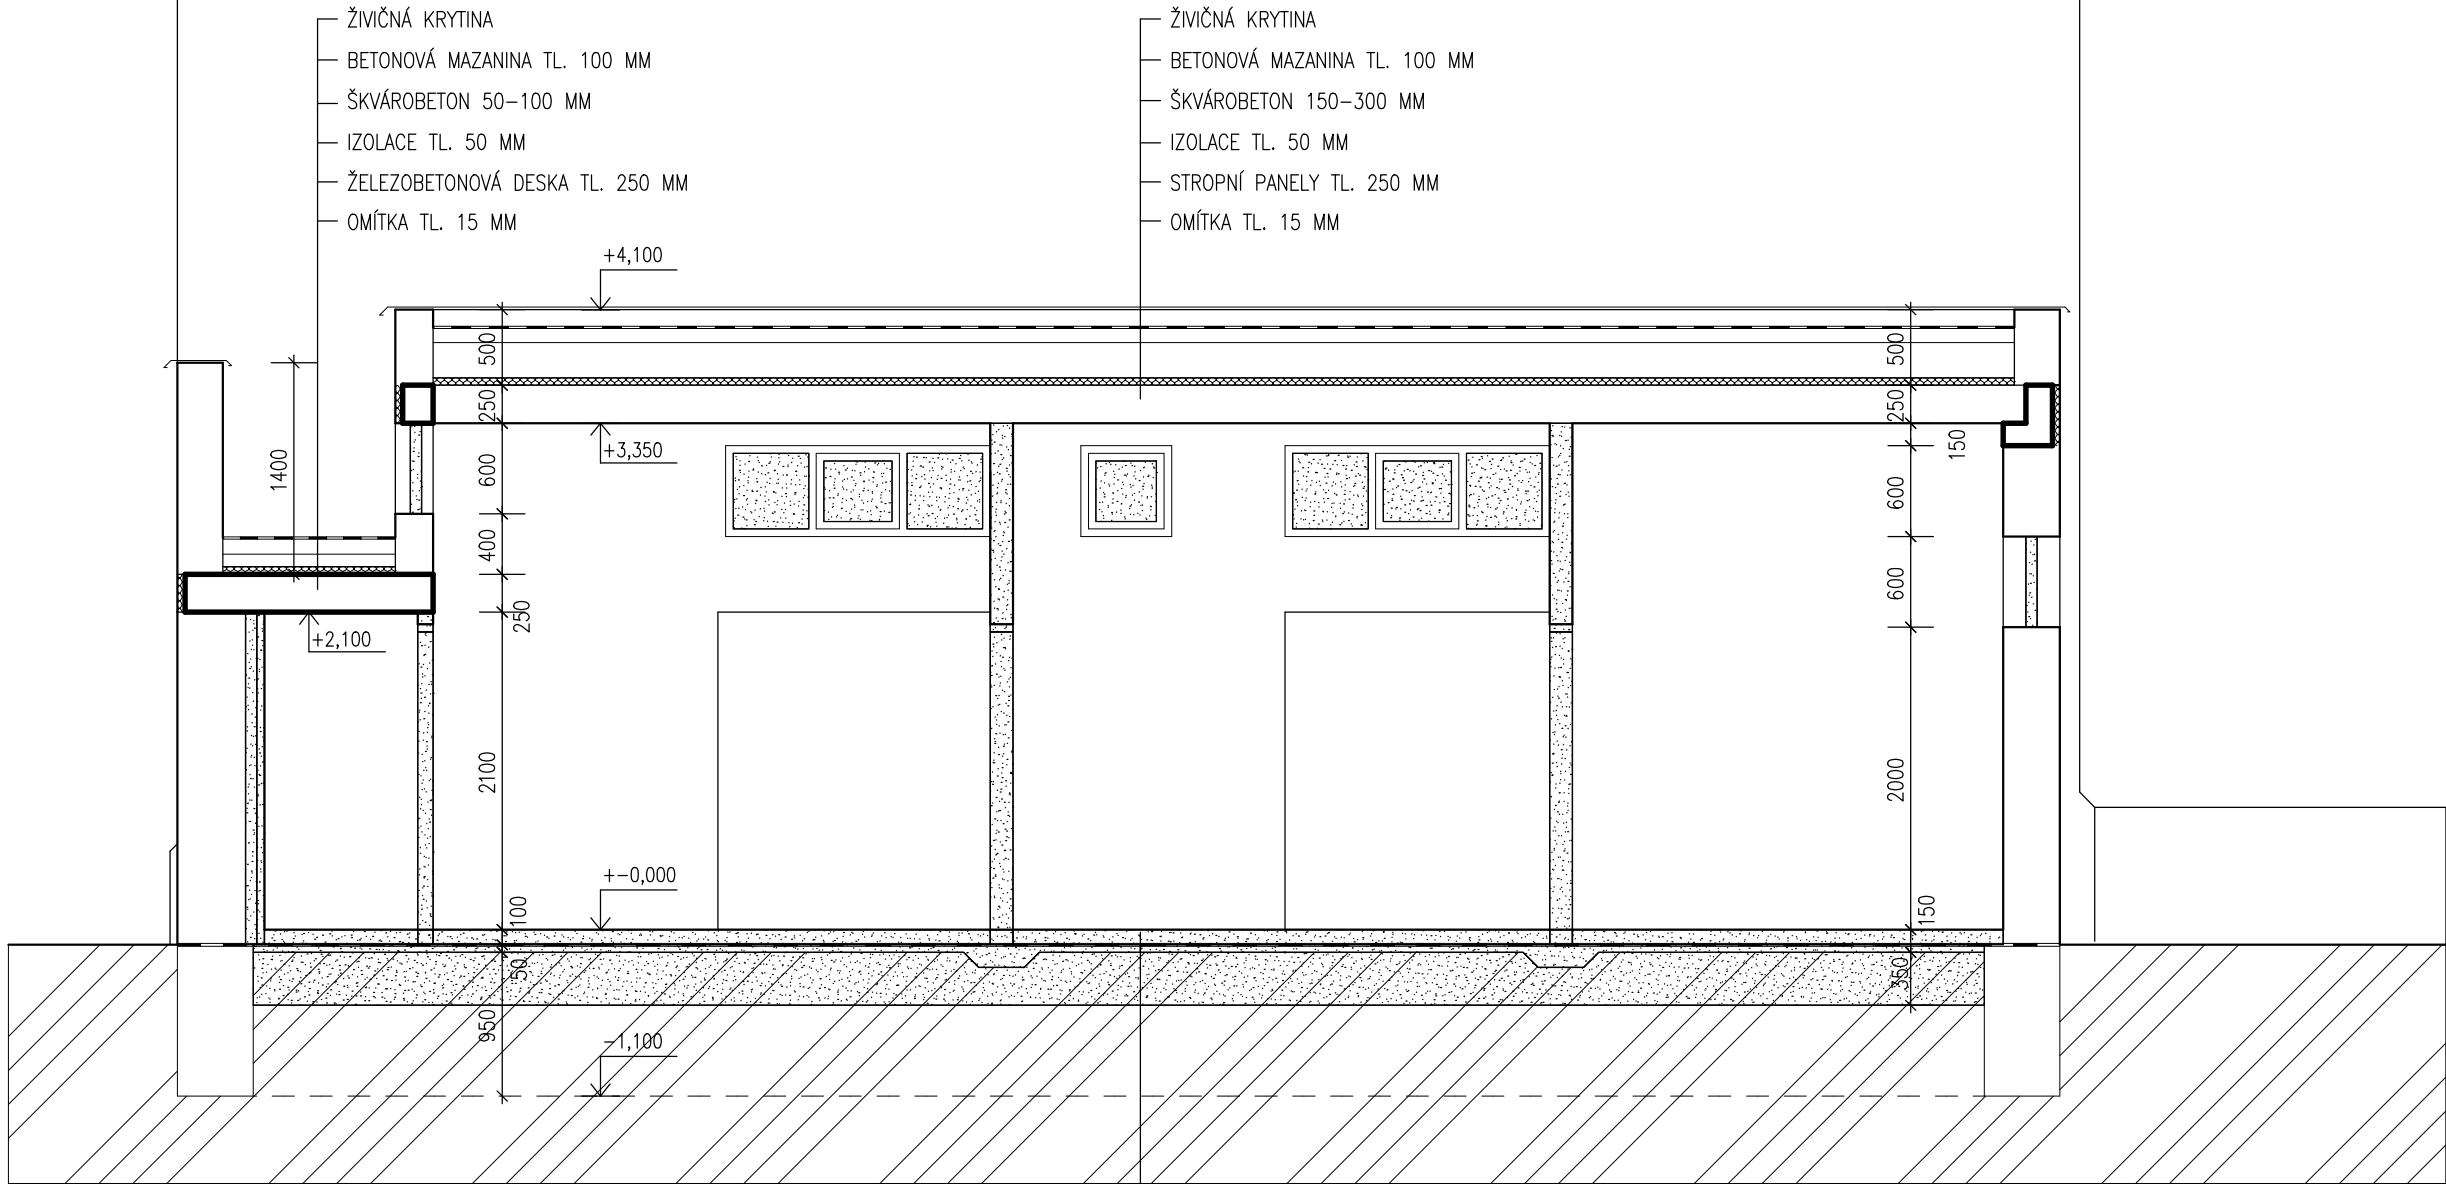 ŽIVIČNÁ KRYTINA
BETONOVÁ MAZANINA TL. 100 MM
ŠKVÁROBETON 50-100 MM
IZOLACE TL. 50 MM
ŽELEZOBETONOVÁ DESKA TL. 250 MM
OMÍTKA TL. 15 MM
ŽIVIČNÁ KRYTINA
BETONOVÁ MAZANINA TL. 100 MM
ŠKVÁROBETON 150-300 MM
IZOLACE TL. 50 MM
STROPNÍ PANELY TL. 250 MM
OMÍTKA TL. 15 MM
+4,100
+3,350
+2,100
+-0,000
-1,100
1400
500
250
600
400
250
2100
100
50
950
500
250
150
600
600
2000
150
350